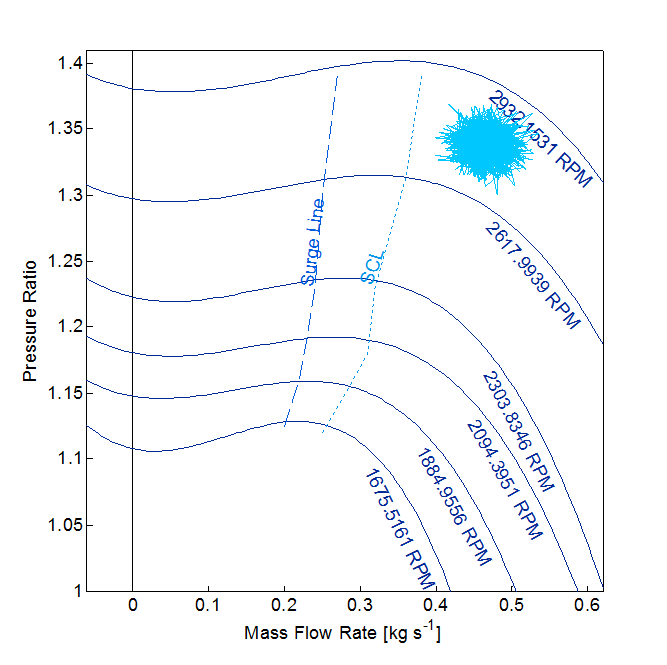 1.4
1.35
1.3
1.25
1.2
1.15
1.1
1.05
1
0
0.1
0.2
0.3
0.4
0.5
0.6
Pressure Ratio
Mass Flow Rate [kg s⁻¹]
Surge Line
SCL
2932.1531 RPM
2617.9939 RPM
2303.8346 RPM
2094.3951 RPM
1884.9556 RPM
1675.5161 RPM